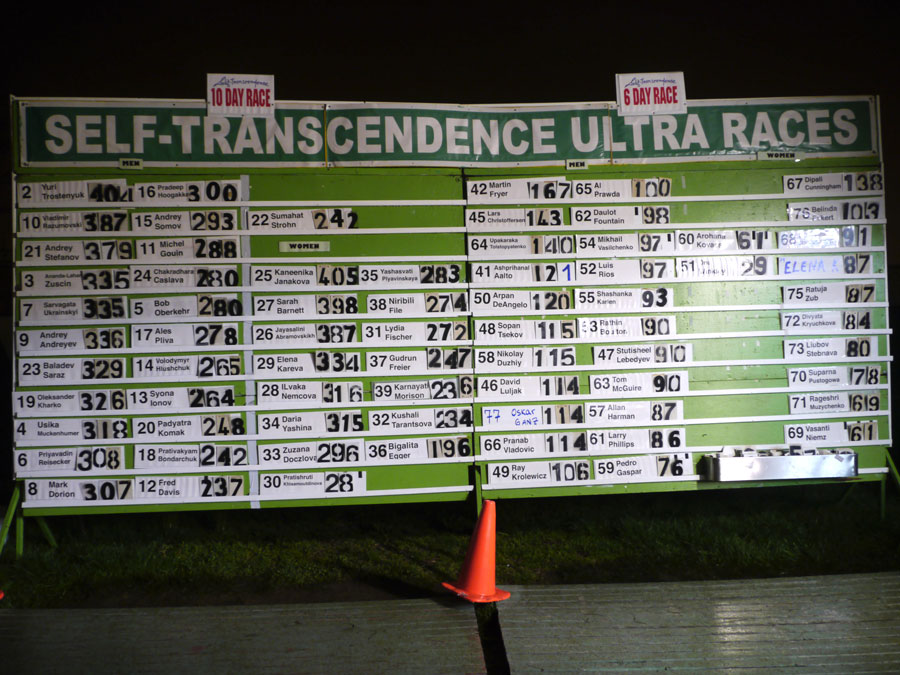 10 DAY RACE
6 DAY RACE
SELF-TRANSCENDENCE ULTRA RACES
MEN
MEN
WOMEN
2 Yuri Trostenyuk 404 16 Pradeep Hoogakker 300
10 Vladimir 387 15 Andrey Somov 293 22 Sumahat Strohn 242
21 Andrey Stefanov 379 11 Michel Gouin 288
WOMEN
3 Ananda-Lahari Zuscin 335 24 Chakradhasa Caslava 280 25 Kaneenika Janakova 405 35 Yashasvati Plyavinskaya 283
7 Sarvagata Ukrainskyi 335 5 Bob Oberkehr 280 27 Sarah Barnett 398 38 Niribili File 274
9 Andrey Andreyev 336 17 Ales Pliva 278 26 Jayasalini Abramovskikh 387 31 Lydia Fischer 272
23 Baladev Saraz 329 14 Volodymyr Hlushchuk 265 29 Elena Kareva 334 37 Gudrun Freier 247
19 Oleksander Kharko 326 13 Syona Ionov 264 28 ILvaka Nemcova 316 39 Karnayati Morison 236
4 Usika Muckenhumer 318 20 Padyatra Komak 248 34 Daria Yashina 315 32 Kushali Tarantsova 234
6 Priyavadin Reisecker 308 18 Prativakyam Bondarchuk 242 33 Zuzana Doczlova 296 36 Bigalita Egger 196
8 Mark Dorion 307 12 Fred Davis 237 30 Pratishruti 28
42 Martin Fryer 167 65 Al Prawda 100 67 Dipali Cunningham 138
45 Lars Christoffersen 143 62 Daulot Fountain 98 76 Belinda 103
64 Upakaraka Tolstopyatenko 140 54 Mikhail Vasilchenko 97 60 Arohana Kovare 61 68 91
41 Ashprihanal Aalto 121 52 Luis Rios 97 51 29 ELENA 87
50 Arpan DeAngelo 120 55 Shashanka Karlen 93 75 Ratuja Zub 87
48 Sopan Tsekov 115 53 Rathin Boulton 90 72 Divyata Kryuchkova 84
58 Nikolay Duzhiy 115 47 Stutisheel Lebedyev 90 73 Liubov Stebnava 80
46 David Luljak 114 63 Tom McGuire 90 70 Suparna Pustogowa 78
77 Oskar GANZ 114 57 Allan Harman 87 71 Rageshri Muzychenko 69
66 Pranab Vladovic 114 61 Larry Phillips 86 69 Vasanti Niemz 61
49 Ray Krolewicz 106 59 Pedro Gaspar 76